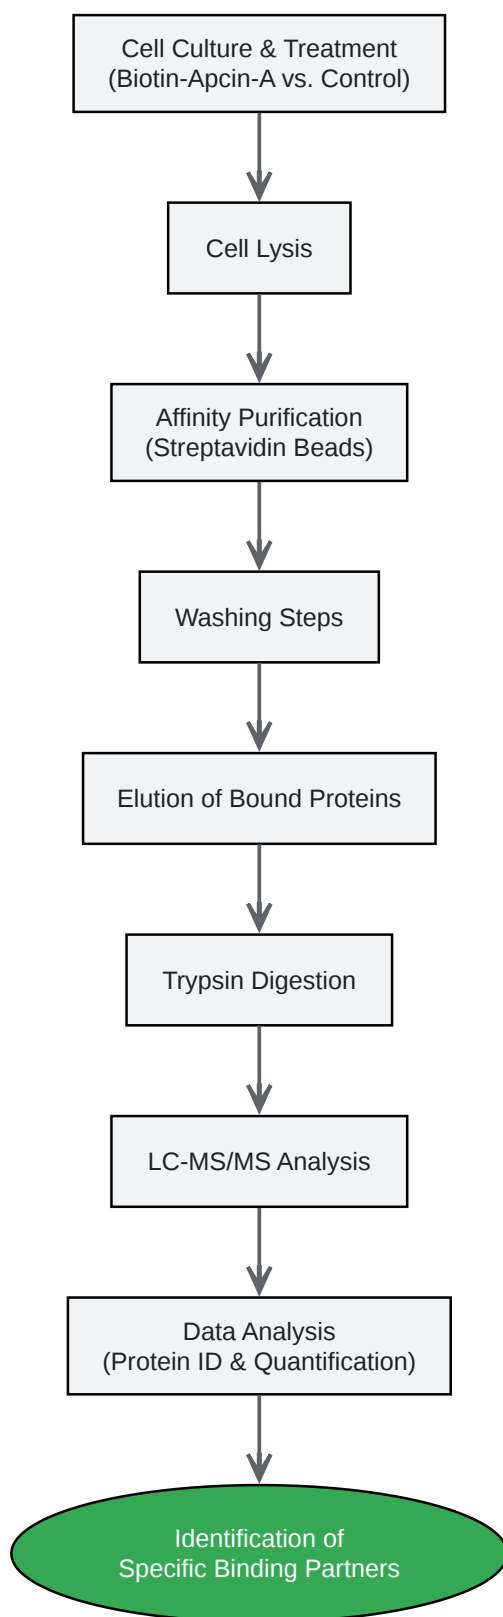 Cell Culture & Treatment
(Biotin-Apcin-A vs. Control)
Cell Lysis
Affinity Purification
(Streptavidin Beads)
Washing Steps
Elution of Bound Proteins
Trypsin Digestion
LC-MS/MS Analysis
Data Analysis
(Protein ID & Quantification)
Identification of
Specific Binding Partners